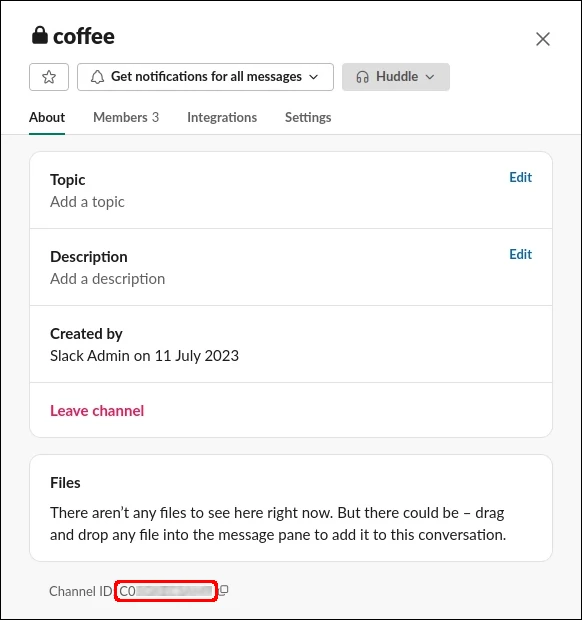 coffee
Get notifications for all messages
Huddle
About Members 3 Integrations Settings
Topic Edit
Add a topic
Description Edit
Add a description
Created by
Slack Admin on 11 July 2023
Leave channel
Files
There aren’t any files to see here right now. But there could be – drag
and drop any file into the message pane to add it to this conversation.
Channel ID: C0